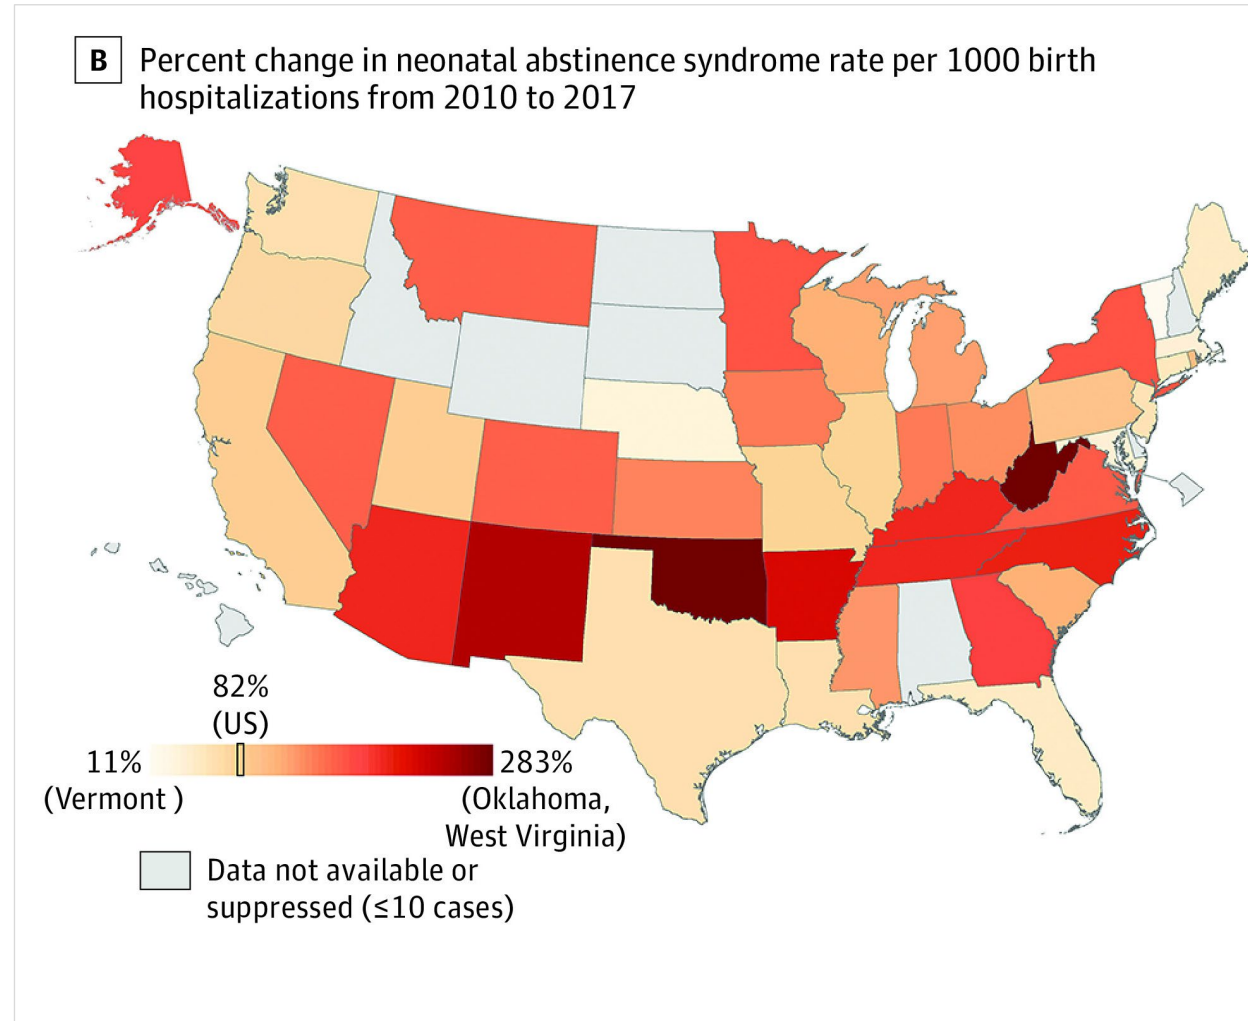 B Percent change in neonatal abstinence syndrome rate per 1000 birth
hospitalizations from 2010 to 2017
82%
(US)
11%
(Vermont )
283%
(Oklahoma,
West Virginia)
Data not available or
suppressed (≤10 cases)